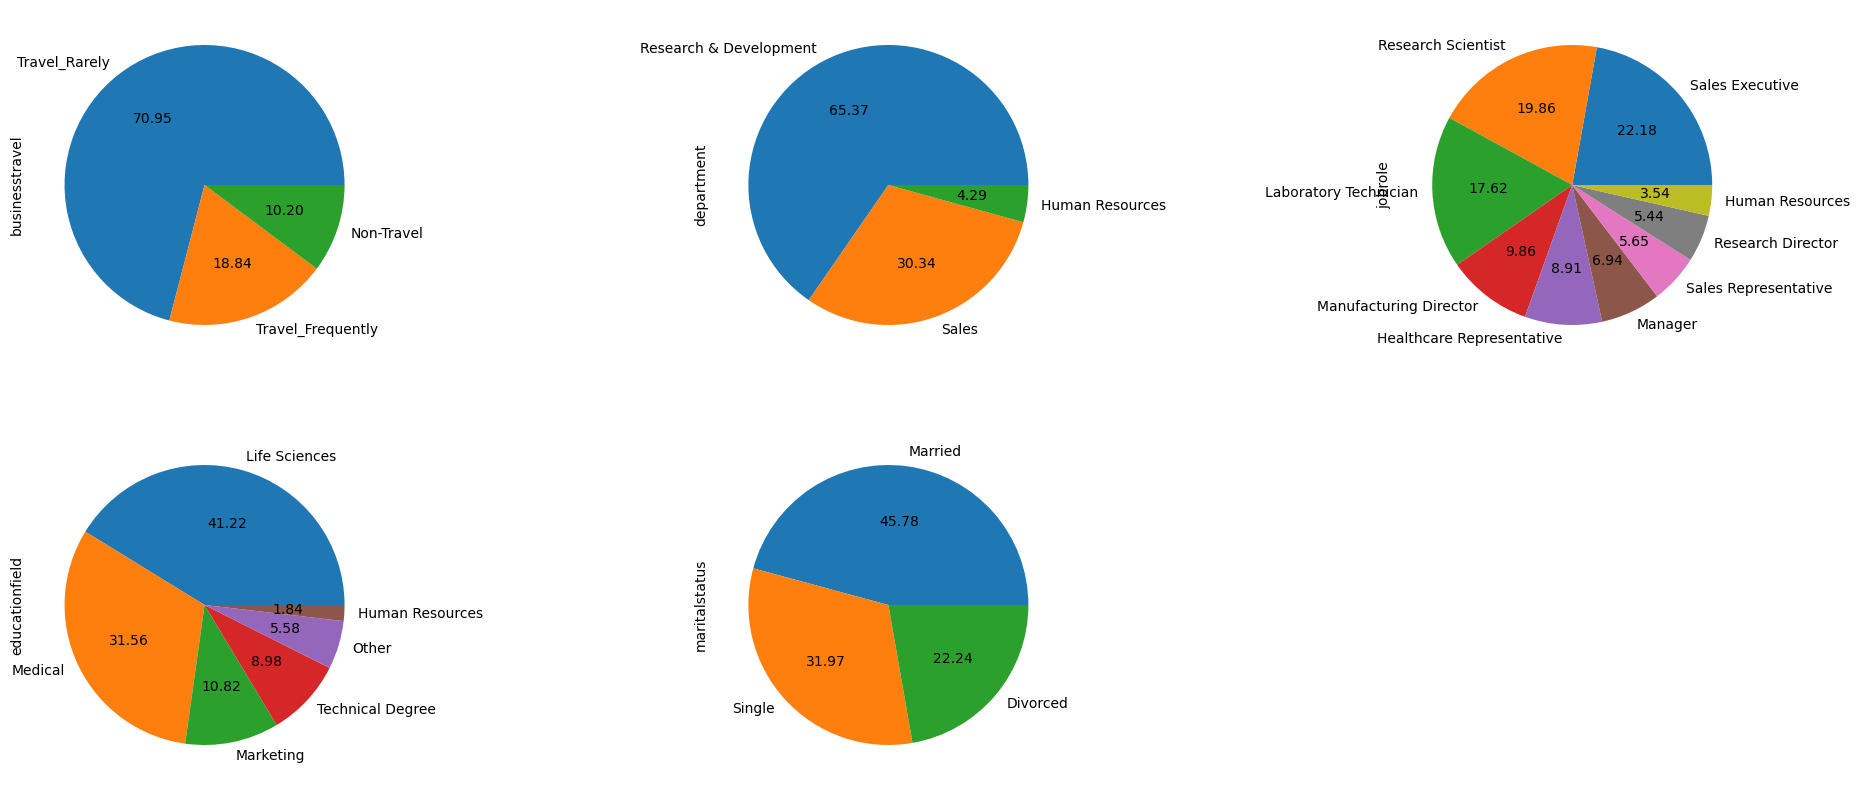 businesstravel
Travel_Rarely
70.95
Travel_Frequently
18.84
Non-Travel
10.20
department
Research & Development
65.37
Sales
30.34
Human Resources
4.29
jobrole
Sales Executive
22.18
Research Scientist
19.86
Laboratory Technician
17.62
Manufacturing Director
9.86
Healthcare Representative
8.91
Manager
6.94
Sales Representative
5.65
Research Director
5.44
Human Resources
3.54
educationfield
Life Sciences
41.22
Medical
31.56
Marketing
10.82
Technical Degree
8.98
Other
5.58
Human Resources
1.84
maritalstatus
Married
45.78
Single
31.97
Divorced
22.24